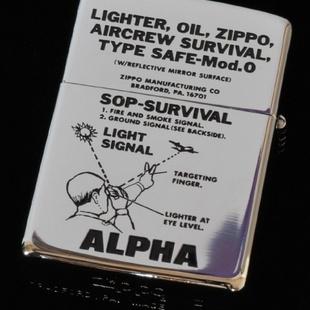 LIGHTER, OIL, ZIPPO,
AIRCREW SURVIVAL,
TYPE SAFE-Mod.O
(W/REFLECTIVE MIRROR SURFACE)
ZIPPO MANUFACTURING CO
BRADFORD, PA. 16701
SOP-SURVIVAL
1. FIRE AND SMOKE SIGNAL.
2. GROUND SIGNAL(SEE BACKSIDE).
LIGHT
SIGNAL
TARGETING
FINGER.
LIGHTER AT
EYE LEVEL.
ALPHA